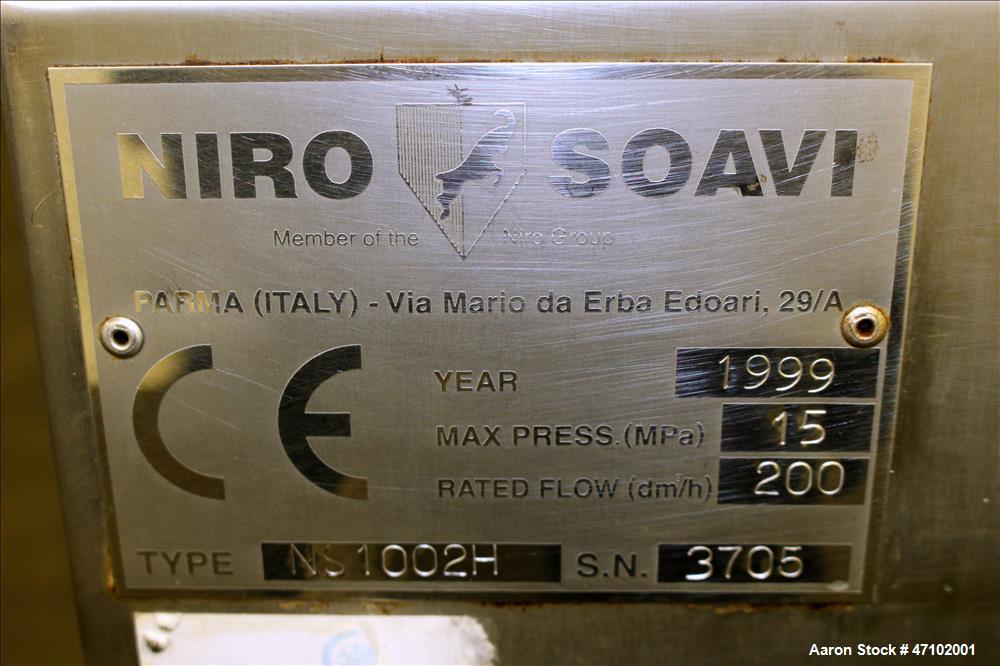 NIRO SOAVI
Member of the Niro Group
PARMA (ITALY) - Via Mario da Erba Edoari, 29/A
CE
YEAR 1999
MAX PRESS.(MPa) 15
RATED FLOW (dm/h) 200
TYPE NS1002H S.N. 3705
Aaron Stock # 47102001